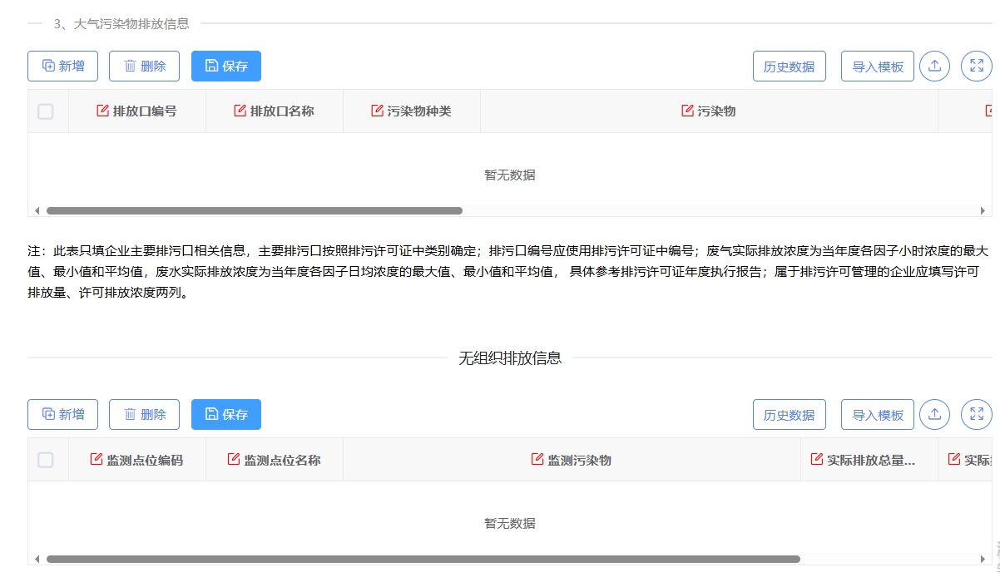 3、大气污染物排放信息
新增 删除 保存 历史数据 导入模板
排放口编号 排放口名称 污染物种类 污染物
暂无数据
注：此表只填企业主要排污口相关信息，主要排污口按照排污许可证中类别确定；排污口编号应使用排污许可证中编号；废气实际排放浓度为当年度各因子小时浓度的最大
值、最小值和平均值，废水实际排放浓度为当年度各因子日均浓度的最大值、最小值和平均值， 具体参考排污许可证年度执行报告；属于排污许可管理的企业应填写许可
排放量、许可排放浓度两列。
无组织排放信息
新增 删除 保存 历史数据 导入模板
监测点位编码 监测点位名称 监测污染物 实际排放总量... 实际
暂无数据